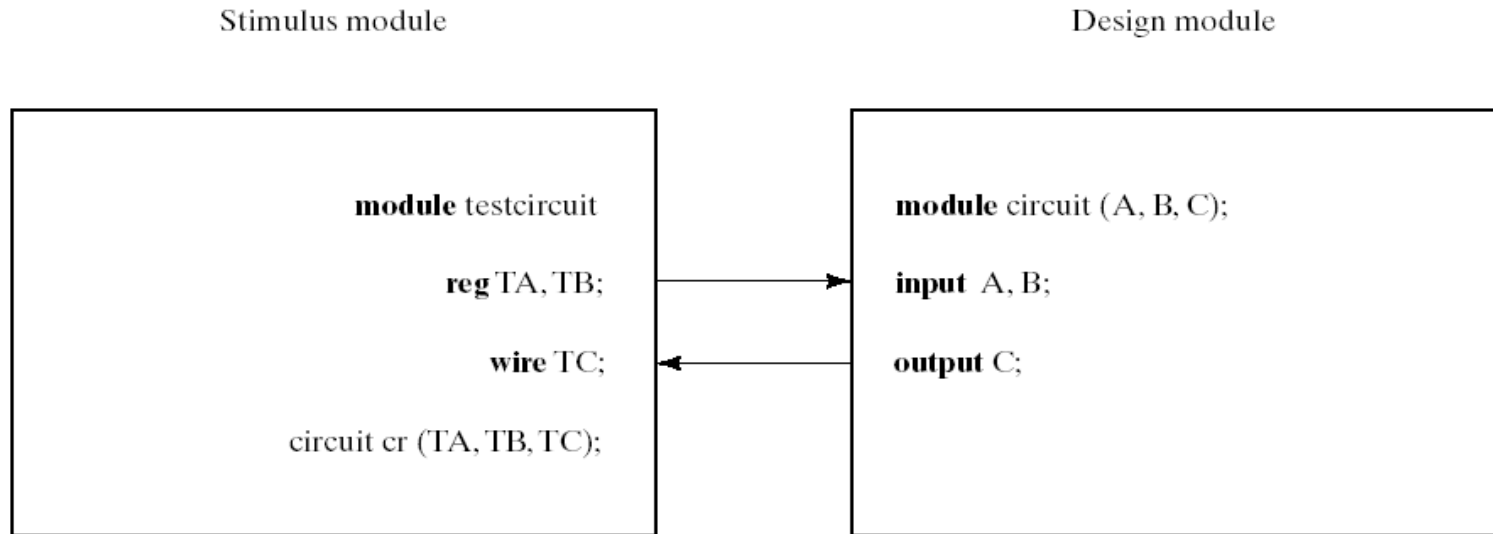 Stimulus module
Design module
module testcircuit
reg TA, TB;
wire TC;
circuit cr (TA, TB, TC);
module circuit (A, B, C);
input A, B;
output C;